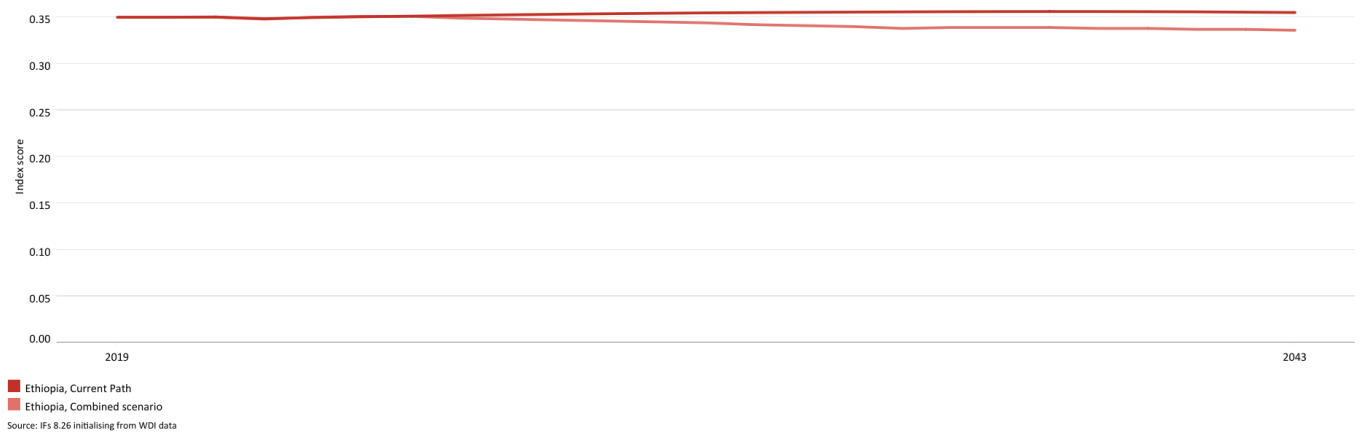 0.35
0.30
0.25
0.20
0.15
0.10
0.05
0.00
Index score
2019
2043
Ethiopia, Current Path
Ethiopia, Combined scenario
Source: IFs 8.26 initialising from WDI data